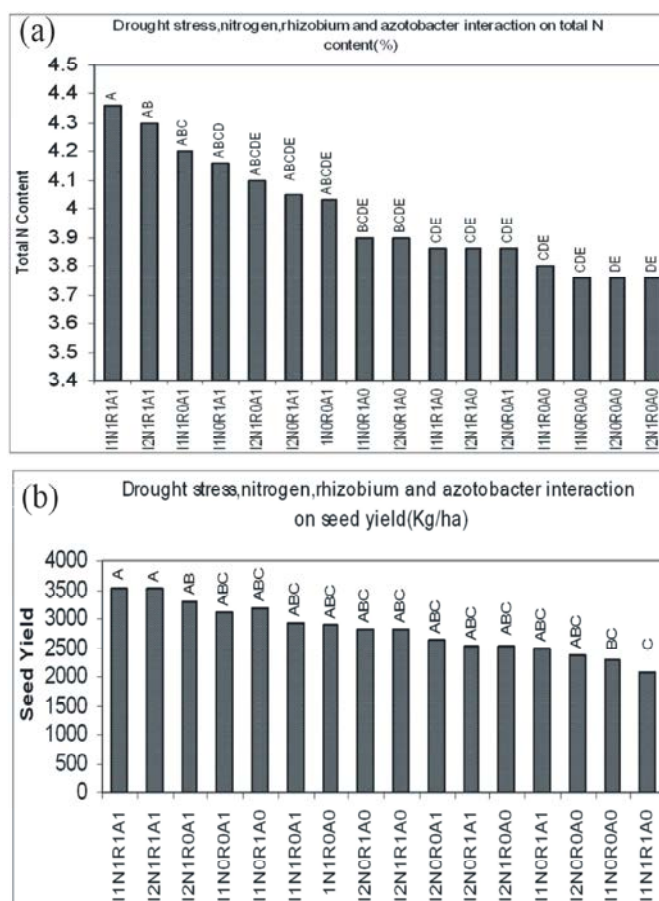 (a)
Drought stress,nitrogen,rhizobium and azotobacter interaction on total N
content(%)
Total N Content
4.5
4.4
4.3
4.2
4.1
4
3.9
3.8
3.7
3.6
3.5
3.4
A
AB
ABC
ABCD
ABCDE
ABCDE
ABCDE
BCDE
BCDE
CDE
CDE
CDE
CDE
CDE
DE
DE
I1N1R1A1
I2N1R1A1
I1N1R0A1
I1N0R1A1
I2N1R0A1
I2N0R1A1
1N0R0A1
I1N0R1A0
I2N0R1A0
I1N1R1A0
I2N1R1A0
I2N0R0A1
I1N1R0A0
I1N0R0A0
I2N0R0A0
I2N1R0A0
(b)
Drought stress,nitrogen,rhizobium and azotobacter interaction
on seed yield(Kg/ha)
Seed Yield
4000
3500
3000
2500
2000
1500
1000
500
0
A
A
AB
ABC
ABC
ABC
ABC
ABC
ABC
ABC
ABC
ABC
ABC
ABC
BC
C
I1N1R1A1
I2N1R1A1
I2N1R0A1
I1N0R0A1
I1N0R1A0
I1N1R0A1
1N1R0A0
I2N0R1A0
I2N1R1A0
I2N0R0A1
I2N0R1A1
I2N1R0A0
I1N0R1A1
I2N0R0A0
I1N0R0A0
I1N1R1A0